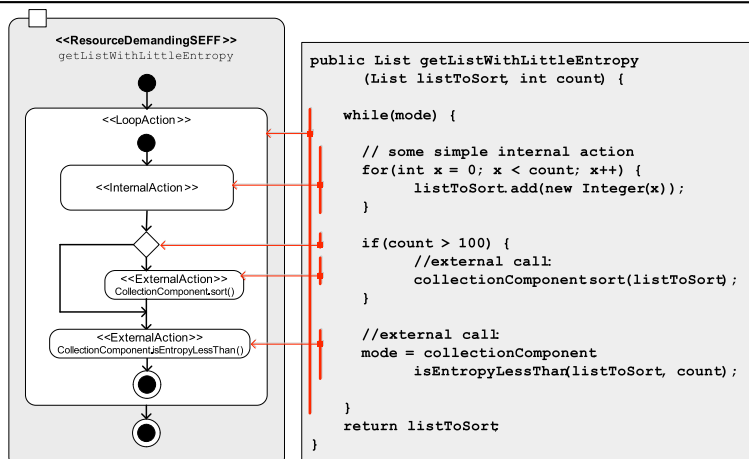 <<ResourceDemandingSEFF>>
getListWithLittleEntropy
<<LoopAction>>
<<InternalAction>>
<<ExternalAction>>
CollectionComponent.sort()
<<ExternalAction>>
CollectionComponent.isEntropyLessThan()
public List getListWithLittleEntropy
(List listToSort, int count) {
while(mode) {
// some simple internal action
for(int x = 0; x < count; x++) {
listToSort.add(new Integer(x));
}
if(count > 100) {
//external call:
collectionComponent sort(listToSort);
}
//external call:
mode = collectionComponent
isEntropyLessThan(listToSort, count);
}
return listToSort;
}